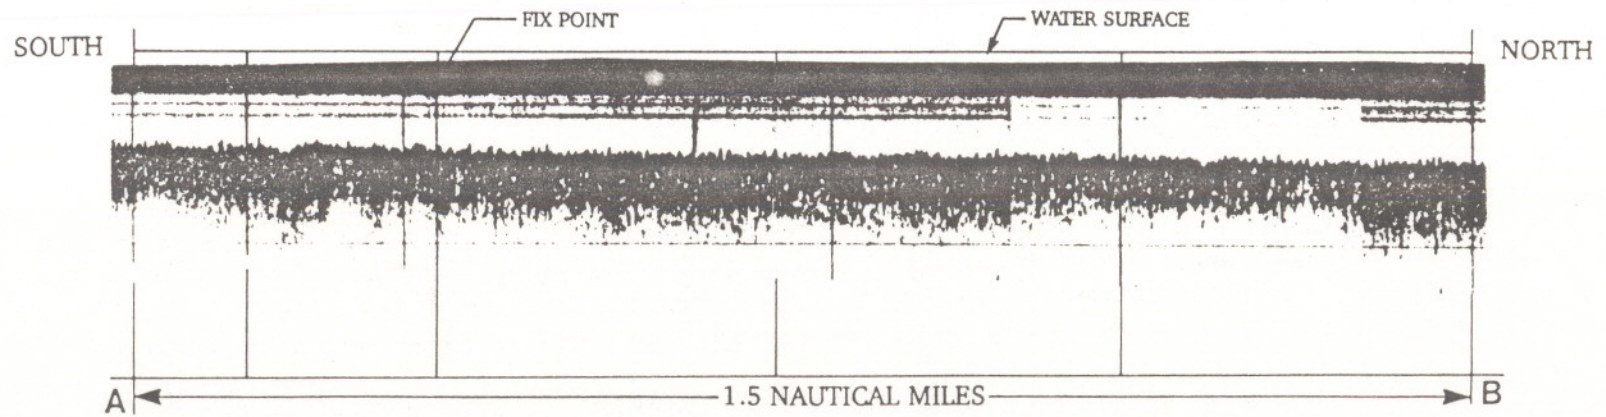 FIX POINT
WATER SURFACE
SOUTH
NORTH
A
1.5 NAUTICAL MILES
B